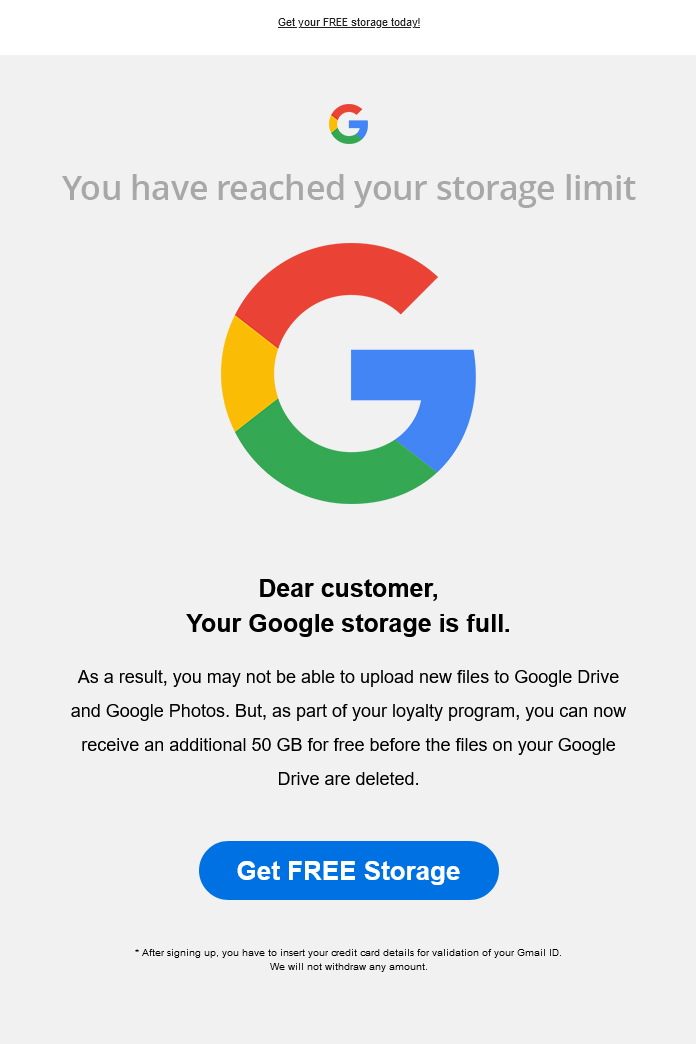 Get your FREE storage today!
You have reached your storage limit
Dear customer,
Your Google storage is full.
As a result, you may not be able to upload new files to Google Drive
and Google Photos. But, as part of your loyalty program, you can now
receive an additional 50 GB for free before the files on your Google
Drive are deleted.
Get FREE Storage
* After signing up, you have to insert your credit card details for validation of your Gmail ID.
We will not withdraw any amount.